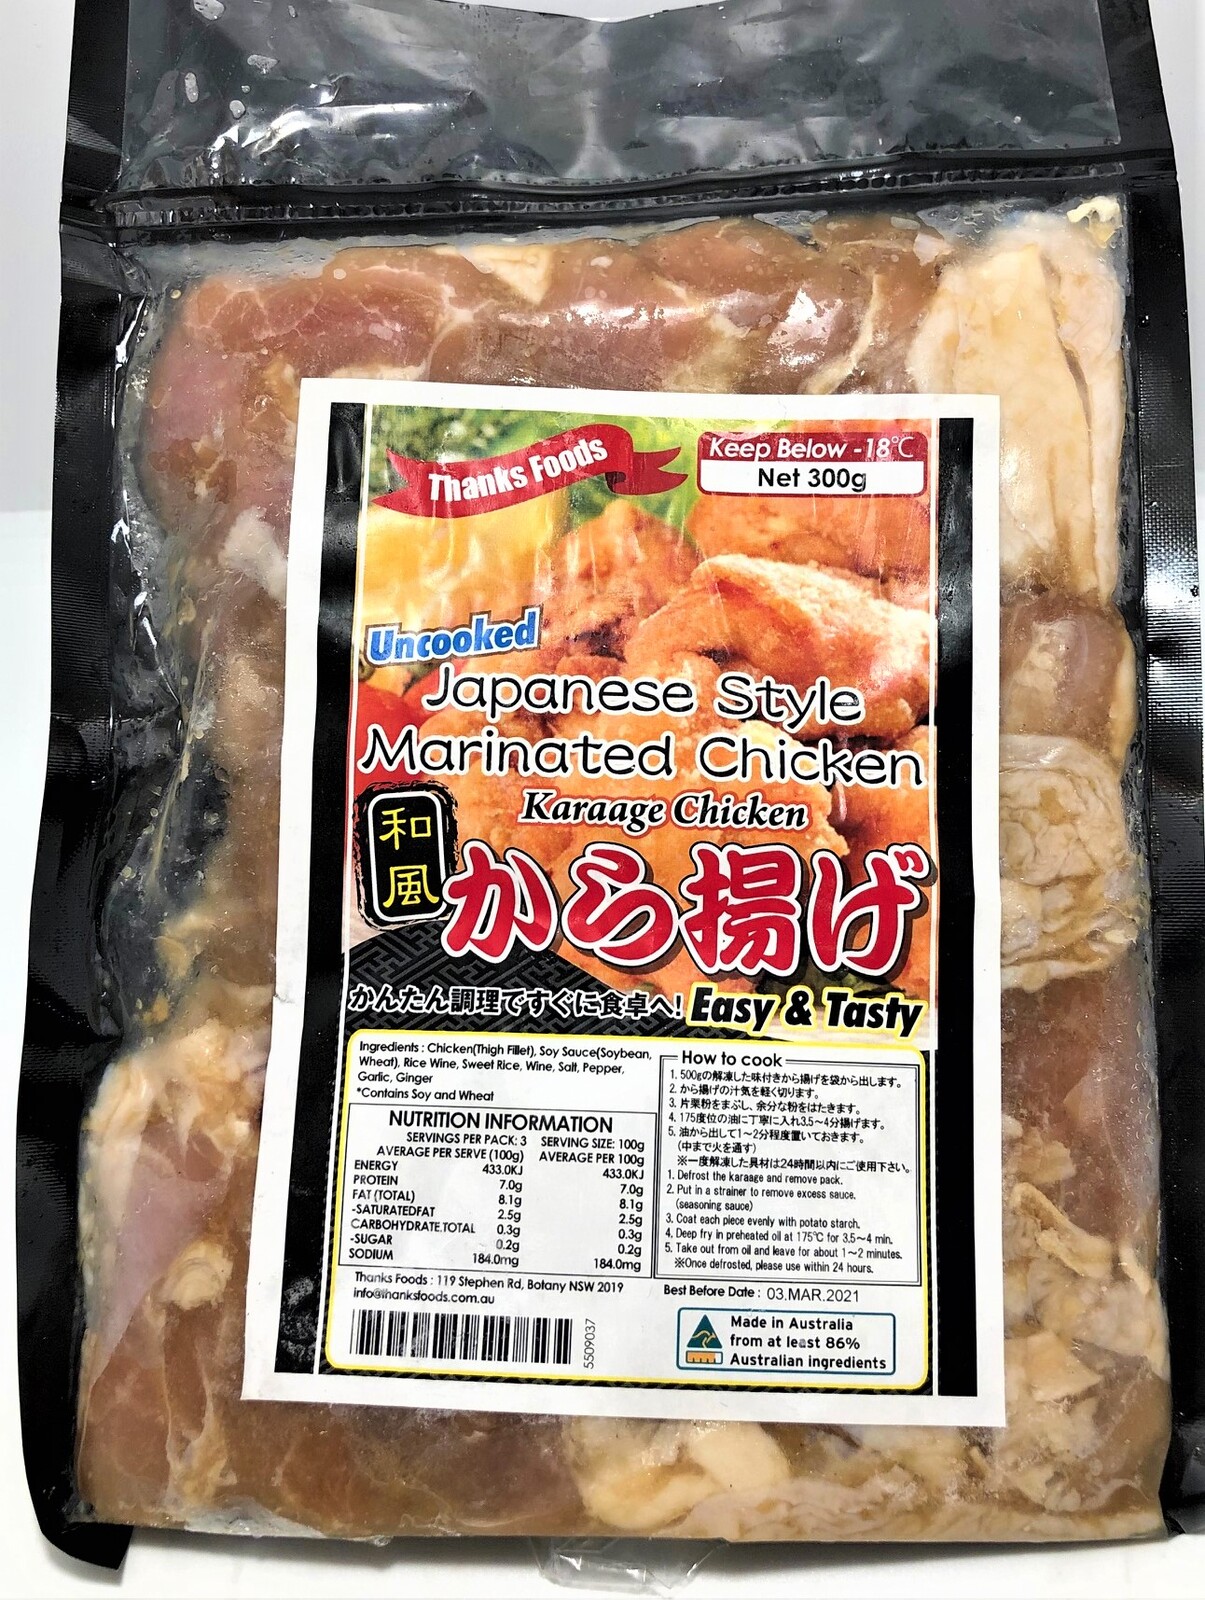 Thanks Foods
Keep Below -18℃
Net 300g
Uncooked
Japanese Style
Marinated Chicken
Karaage Chicken
和風
から揚げ
かんたん調理ですぐに食卓へ! Easy & Tasty
Ingredients : Chicken(Thigh Fillet), Soy Sauce(Soybean,
Wheat), Rice Wine, Sweet Rice, Wine, Salt, Pepper,
Garlic, Ginger
*Contains Soy and Wheat
NUTRITION INFORMATION
SERVINGS PER PACK: 3 SERVING SIZE: 100g
AVERAGE PER SERVE (100g) AVERAGE PER 100g
ENERGY 433.0KJ 433.0KJ
PROTEIN 7.0g 7.0g
FAT (TOTAL) 8.1g 8.1g
-SATURATEDFAT 2.5g 2.5g
CARBOHYDRATE.TOTAL 0.3g 0.3g
-SUGAR 0.2g 0.2g
SODIUM 184.0mg 184.0mg
How to cook
1. 500gの解凍した味付きから揚げを袋から出します。
2. から揚げの汁気を軽く切ります。
3. 片栗粉をまぶし、余分な粉をはたきます。
4. 175度位の油に丁寧に入れ3.5～4分揚げます。
5. 油から出して1～2分程度置いておきます。
(中まで火を通す)
※一度解凍した具材は24時間以内にご使用下さい。
1. Defrost the karaage and remove pack.
2. Put in a strainer to remove excess sauce.
(seasoning sauce)
3. Coat each piece evenly with potato starch.
4. Deep fry in preheated oil at 175℃ for 3.5～4 min.
5. Take out from oil and leave for about 1～2 minutes.
※Once defrosted, please use within 24 hours.
Thanks Foods : 119 Stephen Rd, Botany NSW 2019
info@thanksfoods.com.au
Best Before Date : 03.MAR.2021
5509037
Made in Australia
from at least 86%
Australian ingredients